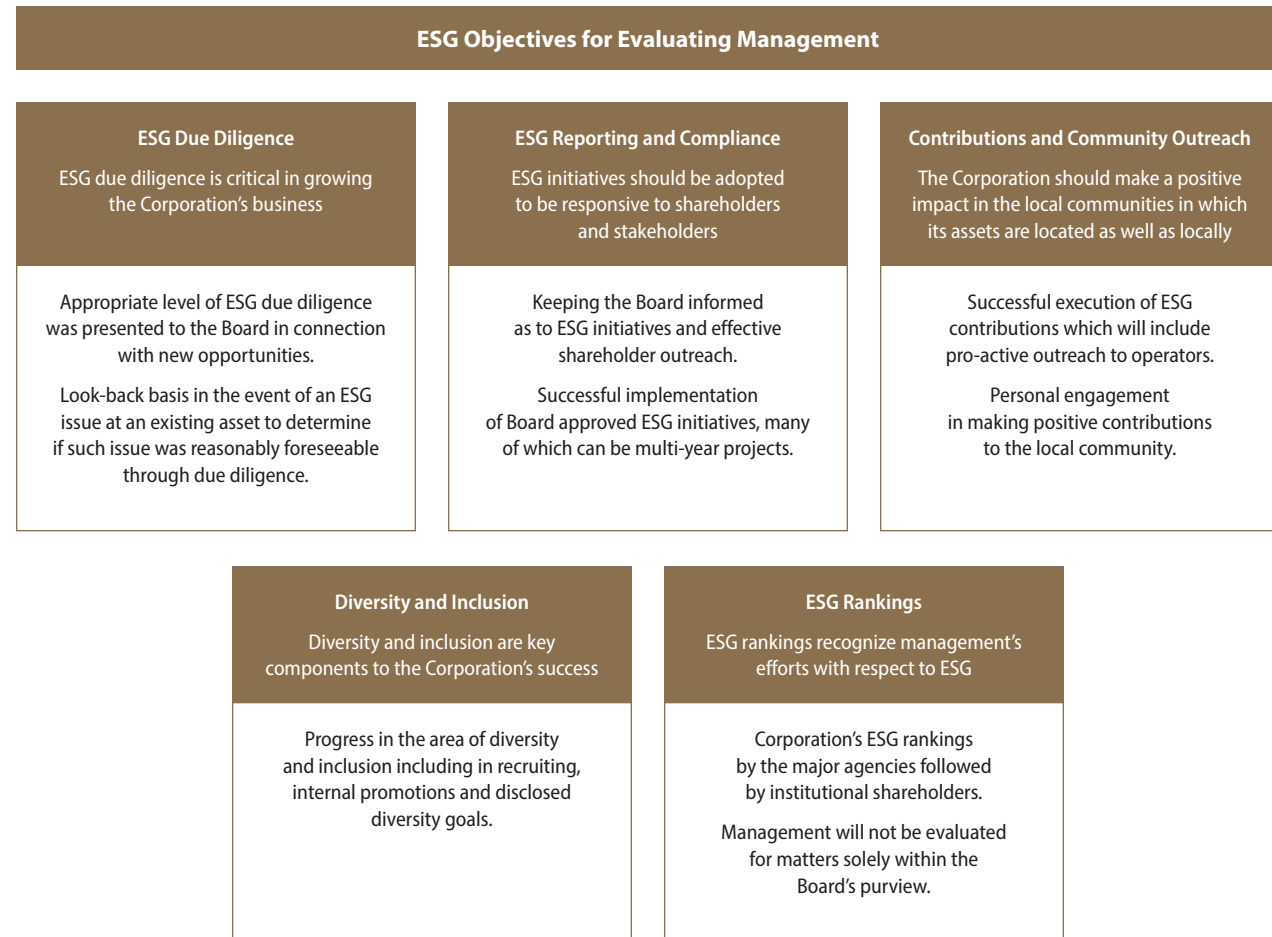 ESG Objectives for Evaluating Management
ESG Due Diligence
ESG due diligence is critical in growing
the Corporation’s business
Appropriate level of ESG due diligence
was presented to the Board in connection
with new opportunities.
Look-back basis in the event of an ESG
issue at an existing asset to determine
if such issue was reasonably foreseeable
through due diligence.
ESG Reporting and Compliance
ESG initiatives should be adopted
to be responsive to shareholders
and stakeholders
Keeping the Board informed
as to ESG initiatives and effective
shareholder outreach.
Successful implementation
of Board approved ESG initiatives, many
of which can be multi-year projects.
Contributions and Community Outreach
The Corporation should make a positive
impact in the local communities in which
its assets are located as well as locally
Successful execution of ESG
contributions which will include
pro-active outreach to operators.
Personal engagement
in making positive contributions
to the local community.
Diversity and Inclusion
Diversity and inclusion are key
components to the Corporation’s success
Progress in the area of diversity
and inclusion including in recruiting,
internal promotions and disclosed
diversity goals.
ESG Rankings
ESG rankings recognize management’s
efforts with respect to ESG
Corporation’s ESG rankings
by the major agencies followed
by institutional shareholders.
Management will not be evaluated
for matters solely within the
Board’s purview.